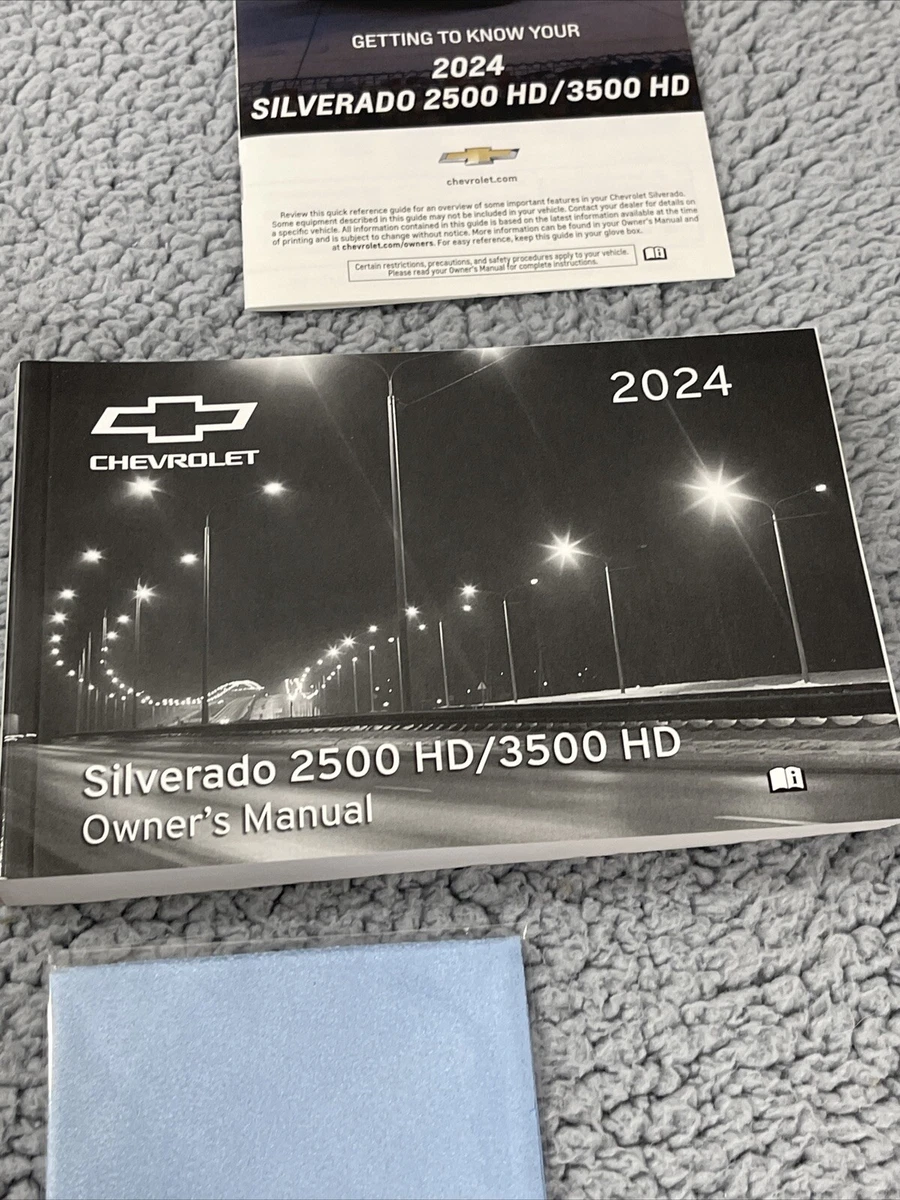 GETTING TO KNOW YOUR
2024
SILVERADO 2500 HD/3500 HD
chevrolet.com
Review this quick reference guide for an overview of some important features in your Chevrolet Silverado.
Some equipment described in this guide may not be included in your vehicle. Contact your dealer for details on
a specific vehicle. All information contained in this guide is based on the latest information available at the time
of printing and is subject to change without notice. More information can be found in your Owner's Manual and
at chevrolet.com/owners. For easy reference, keep this guide in your glove box.
Certain restrictions, precautions, and safety procedures apply to your vehicle.
Please read your Owner's Manual for complete instructions.
2024
CHEVROLET
Silverado 2500 HD/3500 HD
Owner's Manual